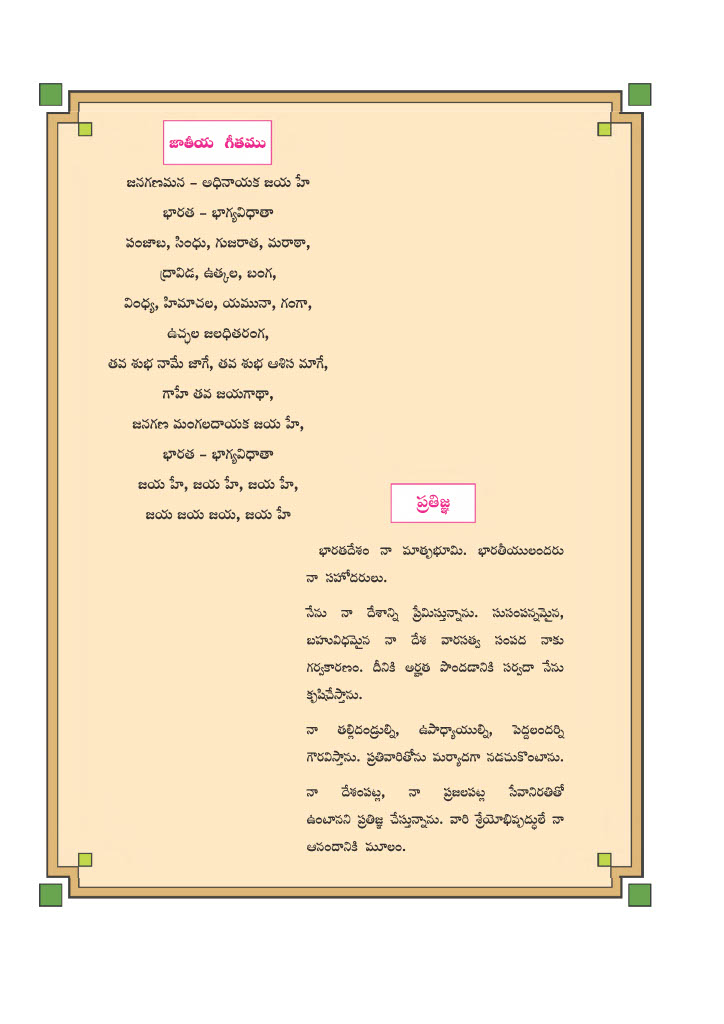 జాతీయ గీతము
జనగణమన – అధినాయక జయ హే
భారత – భాగ్యవిధాతా
పంజాబ, సింధు, గుజరాత, మరాఠా,
ద్రావిడ, ఉత్కల, బంగ,
వింధ్య, హిమాచల, యమునా, గంగా,
ఉచ్ఛల జలధితరంగ,
తవ శుభ నామే జాగే, తవ శుభ ఆశిస మాగే,
గాహే తవ జయగాథా,
జనగణ మంగలదాయక జయ హే,
భారత – భాగ్యవిధాతా
జయ హే, జయ హే, జయ హే,
జయ జయ జయ, జయ హే
ప్రతిజ్ఞ
భారతదేశం నా మాతృభూమి. భారతీయులందరు
నా సహోదరులు.
నేను నా దేశాన్ని ప్రేమిస్తున్నాను. సుసంపన్నమైన,
బహువిధమైన నా దేశ వారసత్వ సంపద నాకు
గర్వకారణం. దీనికి అర్హత పొందడానికి సర్వదా నేను
కృషిచేస్తాను.
నా తల్లిదండ్రుల్ని, ఉపాధ్యాయుల్ని, పెద్దలందర్ని
గౌరవిస్తాను. ప్రతివారితోను మర్యాదగా నడచుకొంటాను.
నా దేశంపట్ల, నా ప్రజలపట్ల సేవానిరతితో
ఉంటానని ప్రతిజ్ఞ చేస్తున్నాను. వారి శ్రేయోభివృద్ధులే నా
ఆనందానికి మూలం.